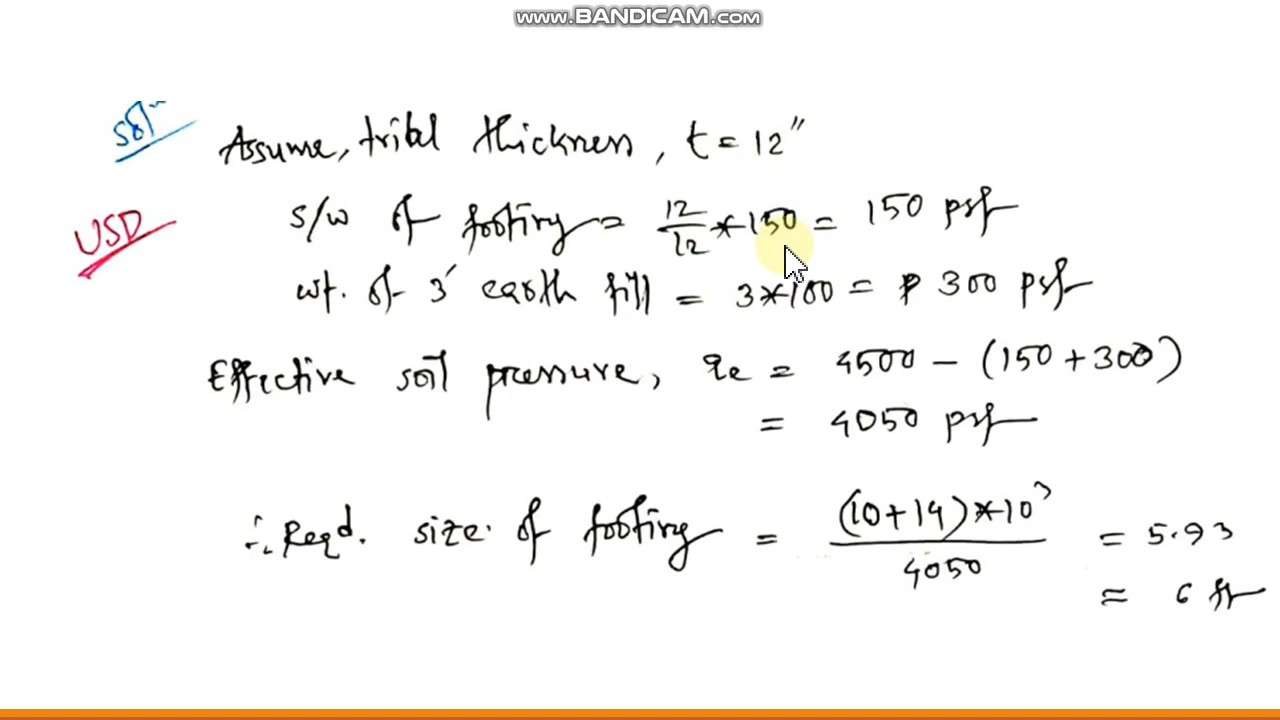 www.BANDICAM.com
Solⁿ
Assume, trial thickness, t = 12"
USD
s/w of footing = 12/12 * 150 = 150 psf
wt. of 3' earth fill = 3*100 = 300 psf
Effective soil pressure, qe = 4500 - (150 + 300)
= 4050 psf
∴ Reqd. size of footing = (10+14)*10³ / 4050 = 5.93
≈ 6 ft